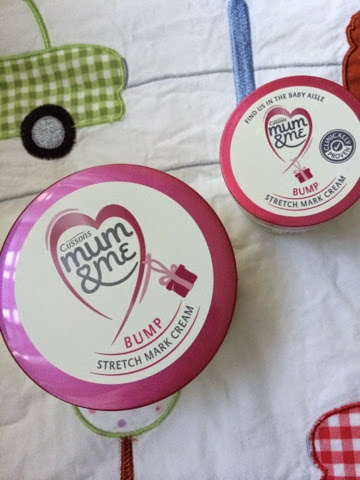 Cussons
mum
&ME
BUMP
STRETCH MARK CREAM
FIND US IN THE BABY AISLE
Cussons
mum
&ME
CLINICALLY
PROVEN
BUMP
STRETCH MARK CREAM